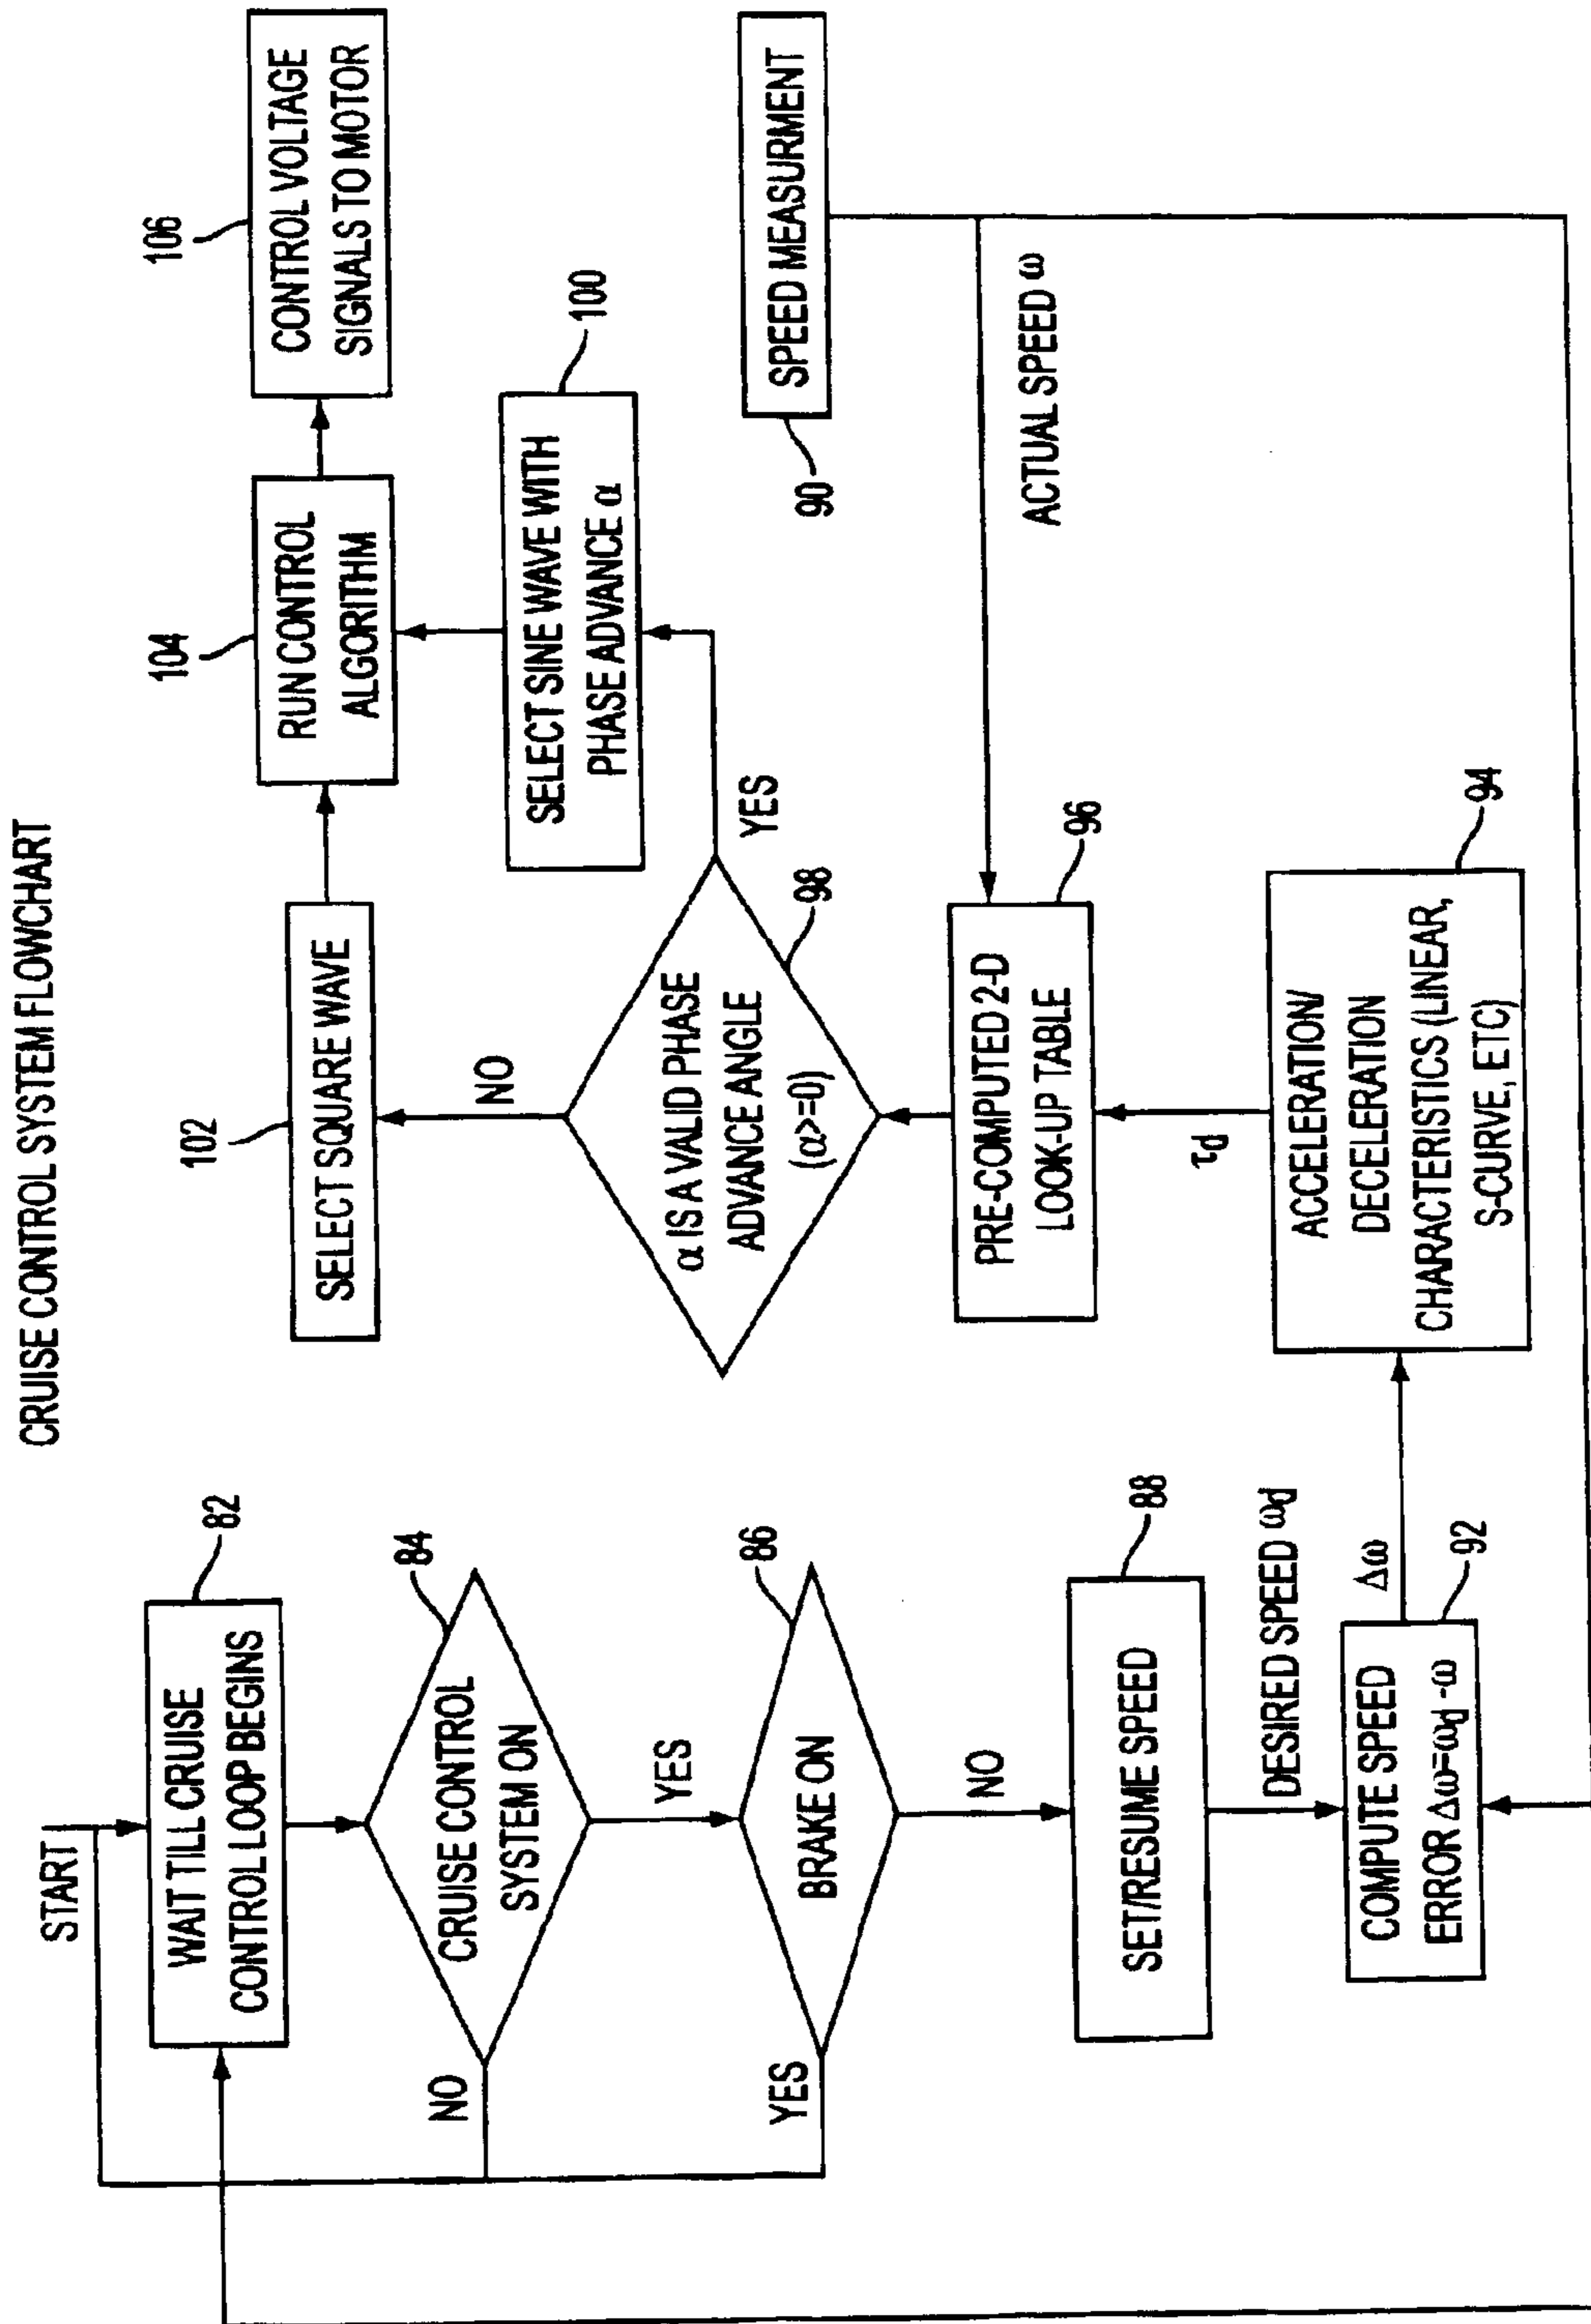 CRUISE CONTROL SYSTEM FLOWCHART
START
WAIT TILL CRUISE
CONTROL LOOP BEGINS
82
CRUISE CONTROL
SYSTEM ON
84
NO
YES
BRAKE ON
86
YES
NO
SET/RESUME SPEED
88
DESIRED SPEED ωd
COMPUTE SPEED
ERROR Δω=ωd -ω
92
Δω
ACCELERATION/
DECELERATION
CHARACTERISTICS (LINEAR,
S-CURVE, ETC)
94
τd
PRE-COMPUTED 2-D
LOOK-UP TABLE
96
α IS A VALID PHASE
ADVANCE ANGLE
(α>=0)
98
NO
YES
SELECT SQUARE WAVE
102
SELECT SINE WAVE WITH
PHASE ADVANCE α
100
RUN CONTROL
ALGORITHM
104
CONTROL VOLTAGE
SIGNALS TO MOTOR
106
SPEED MEASURMENT
90
ACTUAL SPEED ω